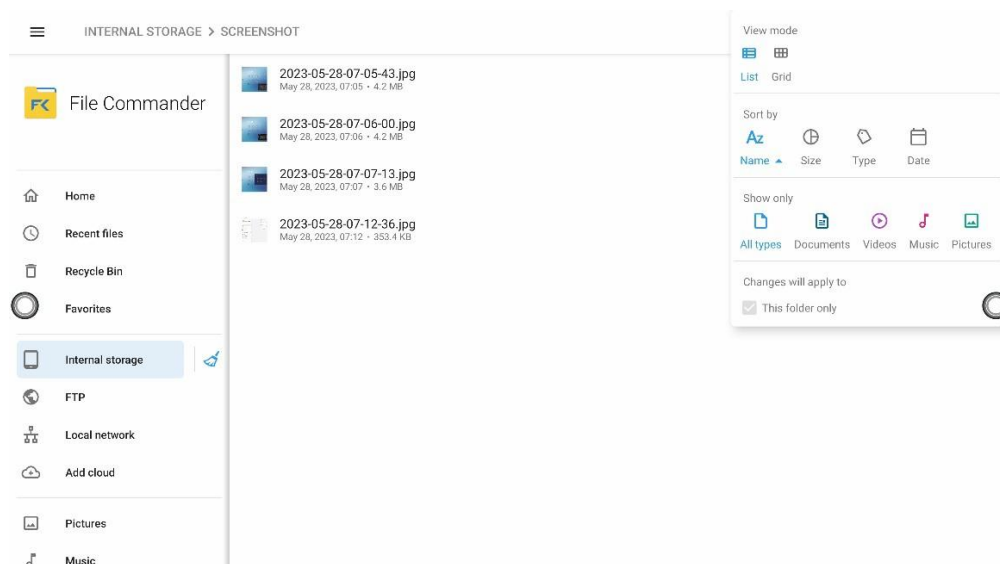 INTERNAL STORAGE > SCREENSHOT
FK
File Commander
Home
Recent files
Recycle Bin
Favorites
Internal storage
FTP
Local network
Add cloud
Pictures
Music
2023-05-28-07-05-43.jpg
May 28, 2023, 07:05 • 4.2 MB
2023-05-28-07-06-00.jpg
May 28, 2023, 07:06 • 4.2 MB
2023-05-28-07-07-13.jpg
May 28, 2023, 07:07 • 3.6 MB
2023-05-28-07-12-36.jpg
May 28, 2023, 07:12 • 353.4 KB
View mode
List Grid
Sort by
Az
Name Size Type Date
Show only
All types Documents Videos Music Pictures
Changes will apply to
This folder only